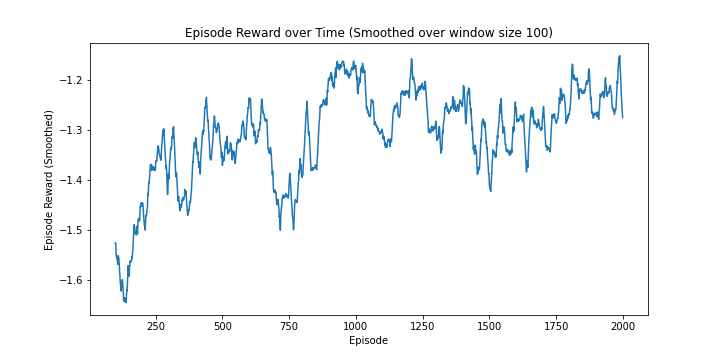 Episode Reward over Time (Smoothed over window size 100)
Episode Reward (Smoothed)
−1.2
−1.3
−1.4
−1.5
−1.6
250 500 750 1000 1250 1500 1750 2000
Episode